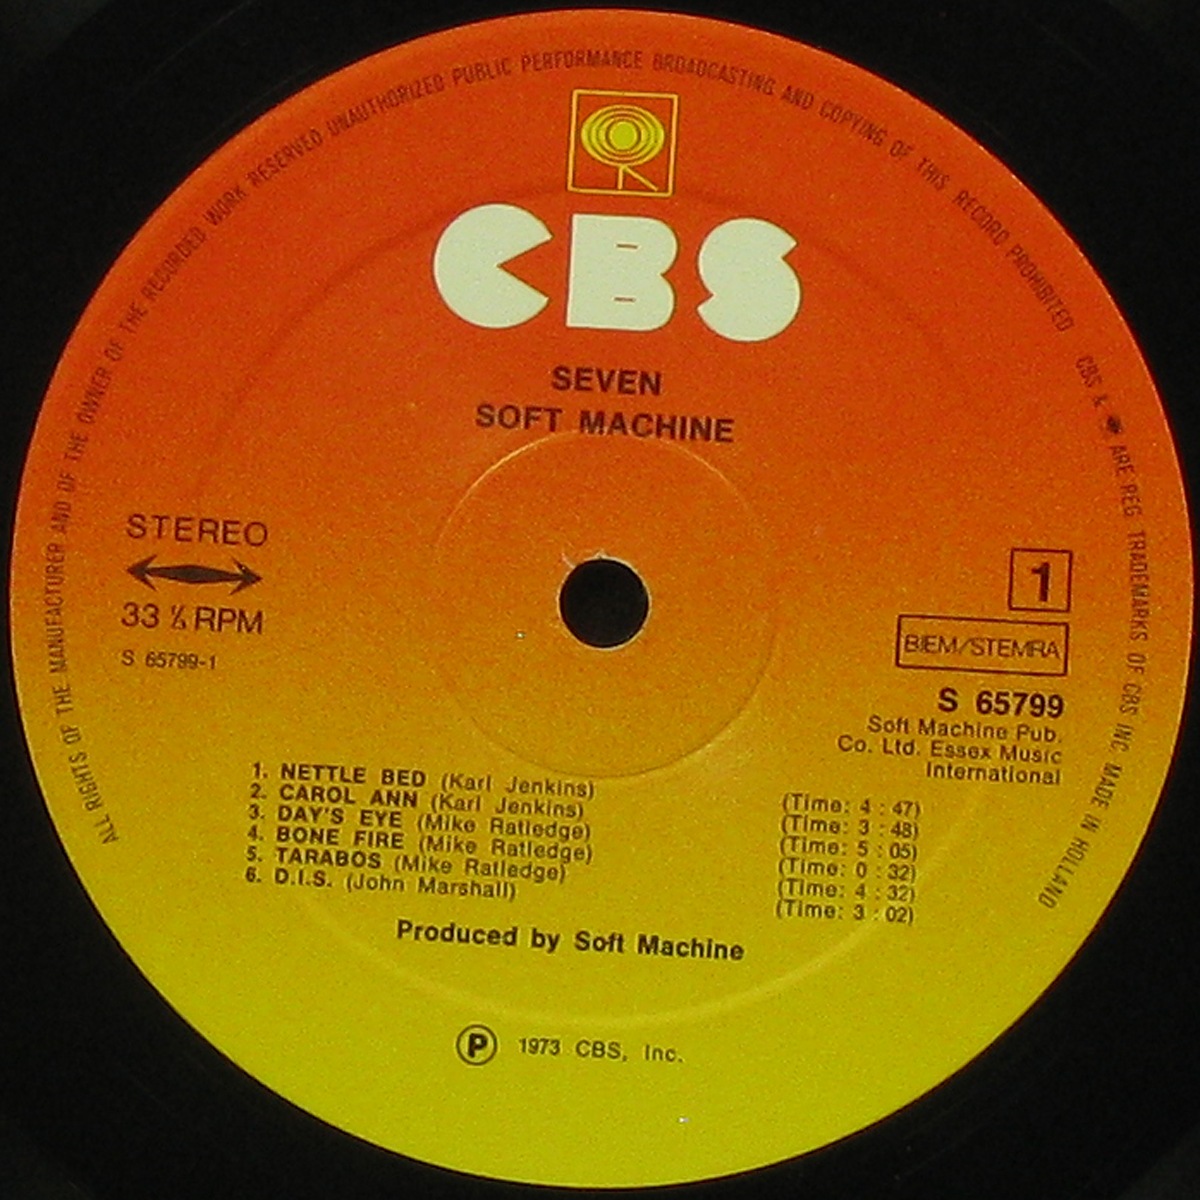 ALL RIGHTS OF THE MANUFACTURER AND OF THE OWNER OF THE RECORDED WORK RESERVED UNAUTHORIZED PUBLIC PERFORMANCE BROADCASTING AND COPYING OF THIS RECORD PROHIBITED CBS & ARE REG TRADEMARKS OF CBS INC MADE IN HOLLAND
CBS
SEVEN
SOFT MACHINE
STEREO
33 ⅓ RPM
S 65799-1
1
BIEM/STEMRA
S 65799
Soft Machine Pub.
Co. Ltd. Essex Music
International
1. NETTLE BED (Karl Jenkins) (Time: 4 : 47)
2. CAROL ANN (Karl Jenkins) (Time: 3 : 48)
3. DAY'S EYE (Mike Ratledge) (Time: 5 : 05)
4. BONE FIRE (Mike Ratledge) (Time: 0 : 32)
5. TARABOS (Mike Ratledge) (Time: 4 : 32)
6. D.I.S. (John Marshall) (Time: 3 : 02)
Produced by Soft Machine
Ⓟ 1973 CBS, Inc.